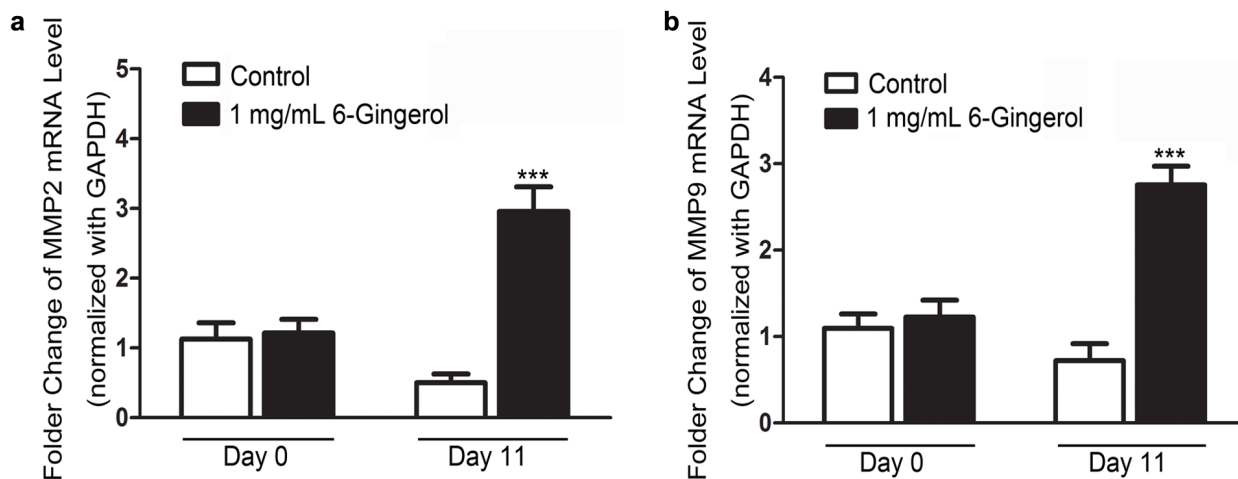 a
Folder Change of MMP2 mRNA Level
(normalized with GAPDH)
5
4
3
2
1
0
Control
1 mg/mL 6-Gingerol
***
Day 0
Day 11
b
Folder Change of MMP9 mRNA Level
(normalized with GAPDH)
4
3
2
1
0
Control
1 mg/mL 6-Gingerol
***
Day 0
Day 11